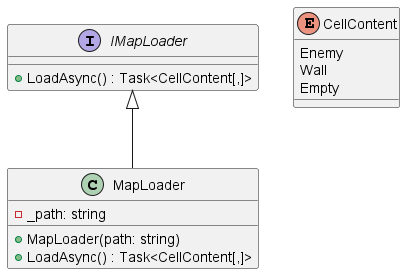 I IMapLoader
LoadAsync() : Task<CellContent[,]>
E CellContent
Enemy
Wall
Empty
C MapLoader
_path: string
MapLoader(path: string)
LoadAsync() : Task<CellContent[,]>